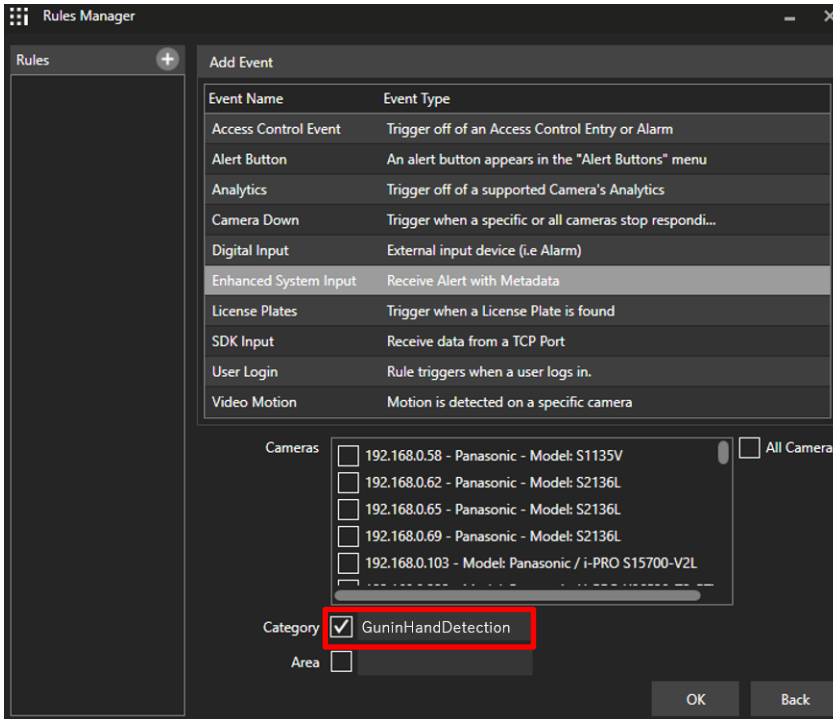 Rules Manager
Rules
Add Event
Event Name Event Type
Access Control Event Trigger off of an Access Control Entry or Alarm
Alert Button An alert button appears in the "Alert Buttons" menu
Analytics Trigger off of a supported Camera's Analytics
Camera Down Trigger when a specific or all cameras stop respondi...
Digital Input External input device (i.e Alarm)
Enhanced System Input Receive Alert with Metadata
License Plates Trigger when a License Plate is found
SDK Input Receive data from a TCP Port
User Login Rule triggers when a user logs in.
Video Motion Motion is detected on a specific camera
Cameras
192.168.0.58 - Panasonic - Model: S1135V
192.168.0.62 - Panasonic - Model: S2136L
192.168.0.65 - Panasonic - Model: S2136L
192.168.0.69 - Panasonic - Model: S2136L
192.168.0.103 - Model: Panasonic / i-PRO S15700-V2L
All Camera
Category GuninHandDetection
Area
OK Back